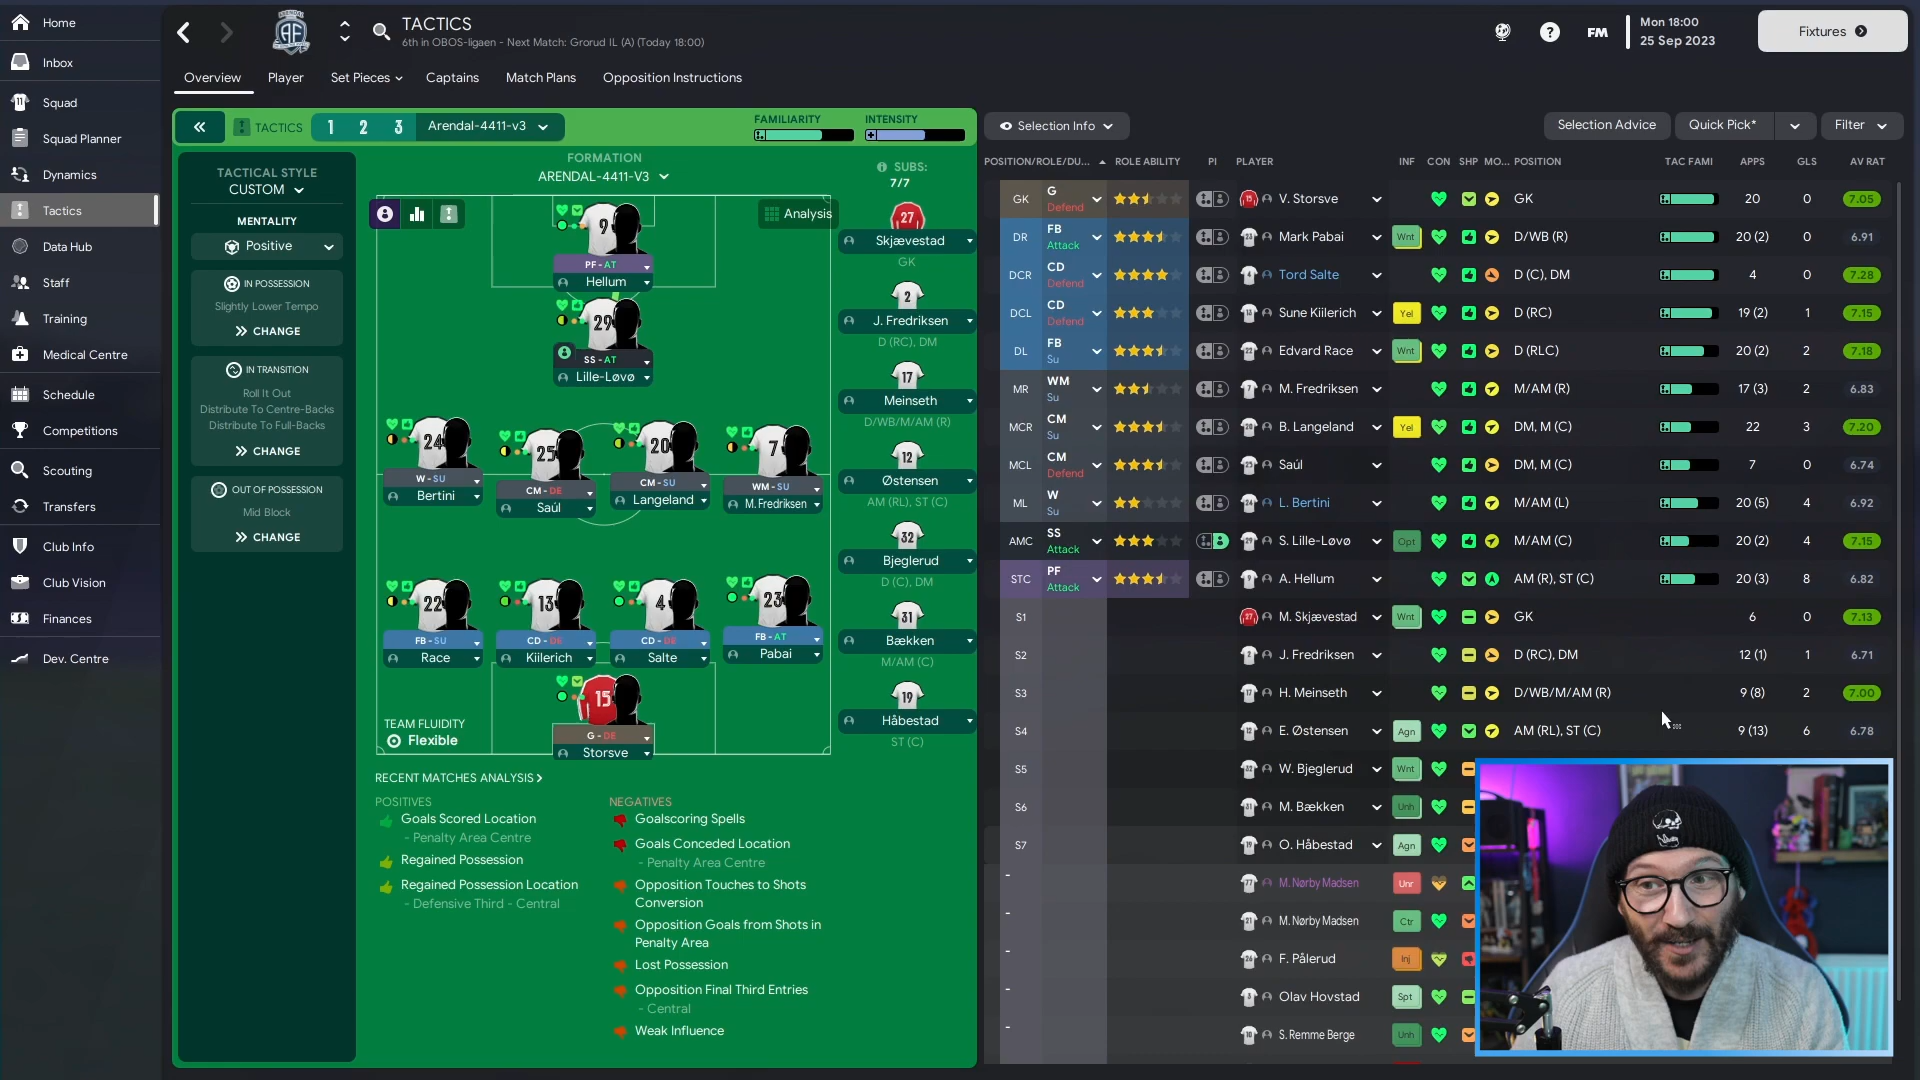 Home
Inbox
Squad
Squad Planner
Dynamics
Tactics
Data Hub
Staff
Training
Medical Centre
Schedule
Competitions
Scouting
Transfers
Club Info
Club Vision
Finances
Dev. Centre
TACTICS
6th in OBOS-ligaen - Next Match: Grorud IL (A) (Today 18:00)
FM
Mon 18:00
25 Sep 2023
Fixtures
Overview Player Set Pieces Captains Match Plans Opposition Instructions
TACTICS 1 2 3 Arendal-4411-v3
FAMILIARITY INTENSITY
TACTICAL STYLE
CUSTOM
MENTALITY
Positive
IN POSSESSION
Slightly Lower Tempo
CHANGE
IN TRANSITION
Roll It Out
Distribute To Centre-Backs
Distribute To Full-Backs
CHANGE
OUT OF POSSESSION
Mid Block
CHANGE
FORMATION
ARENDAL-4411-V3
Analysis
9
PF - AT
Hellum
29
SS - AT
Lille-Løvø
24
W - SU
Bertini
25
CM - DE
Saúl
20
CM - SU
Langeland
7
WM - SU
M. Fredriksen
22
FB - SU
Race
13
CD - DE
Kiilerich
4
CD - DE
Salte
23
FB - AT
Pabai
15
G - DE
Storsve
TEAM FLUIDITY
Flexible
SUBS:
7/7
27
Skjævestad
GK
2
J. Fredriksen
D (RC), DM
17
Meinseth
D/WB/M/AM (R)
12
Østensen
AM (RL), ST (C)
32
Bjeglerud
D (C), DM
31
Bækken
M/AM (C)
19
Håbestad
ST (C)
RECENT MATCHES ANALYSIS
POSITIVES
Goals Scored Location
- Penalty Area Centre
Regained Possession
Regained Possession Location
- Defensive Third - Central
NEGATIVES
Goalscoring Spells
Goals Conceded Location
- Penalty Area Centre
Opposition Touches to Shots
Conversion
Opposition Goals from Shots in
Penalty Area
Lost Possession
Opposition Final Third Entries
- Central
Weak Influence
Selection Info Selection Advice Quick Pick* Filter
POSITION/ROLE/DU... ROLE ABILITY PI PLAYER INF CON SHP MO... POSITION TAC FAMI APPS GLS AV RAT
GK G Defend V. Storsve GK 20 0 7.05
DR FB Attack Mark Pabai Wnt D/WB (R) 20 (2) 0 6.91
DCR CD Defend Tord Salte D (C), DM 4 0 7.28
DCL CD Defend Sune Kiilerich Yel D (RC) 19 (2) 1 7.15
DL FB Su Edvard Race Wnt D (RLC) 20 (2) 2 7.18
MR WM Su M. Fredriksen M/AM (R) 17 (3) 2 6.83
MCR CM Su B. Langeland Yel DM, M (C) 22 3 7.20
MCL CM Defend Saúl DM, M (C) 7 0 6.74
ML W Su L. Bertini M/AM (L) 20 (5) 4 6.92
AMC SS Attack S. Lille-Løvø Opt M/AM (C) 20 (2) 4 7.15
STC PF Attack A. Hellum AM (R), ST (C) 20 (3) 8 6.82
S1 M. Skjævestad Wnt GK 6 0 7.13
S2 J. Fredriksen D (RC), DM 12 (1) 1 6.71
S3 H. Meinseth D/WB/M/AM (R) 9 (8) 2 7.00
S4 E. Østensen Agn AM (RL), ST (C) 9 (13) 6 6.78
S5 W. Bjeglerud Wnt
S6 M. Bækken Unh
S7 O. Håbestad Agn
- M. Nørby Madsen Unr
- M. Nørby Madsen Ctr
- F. Pålerud Inj
- Olav Hovstad Spt
- S. Remme Berge Unh